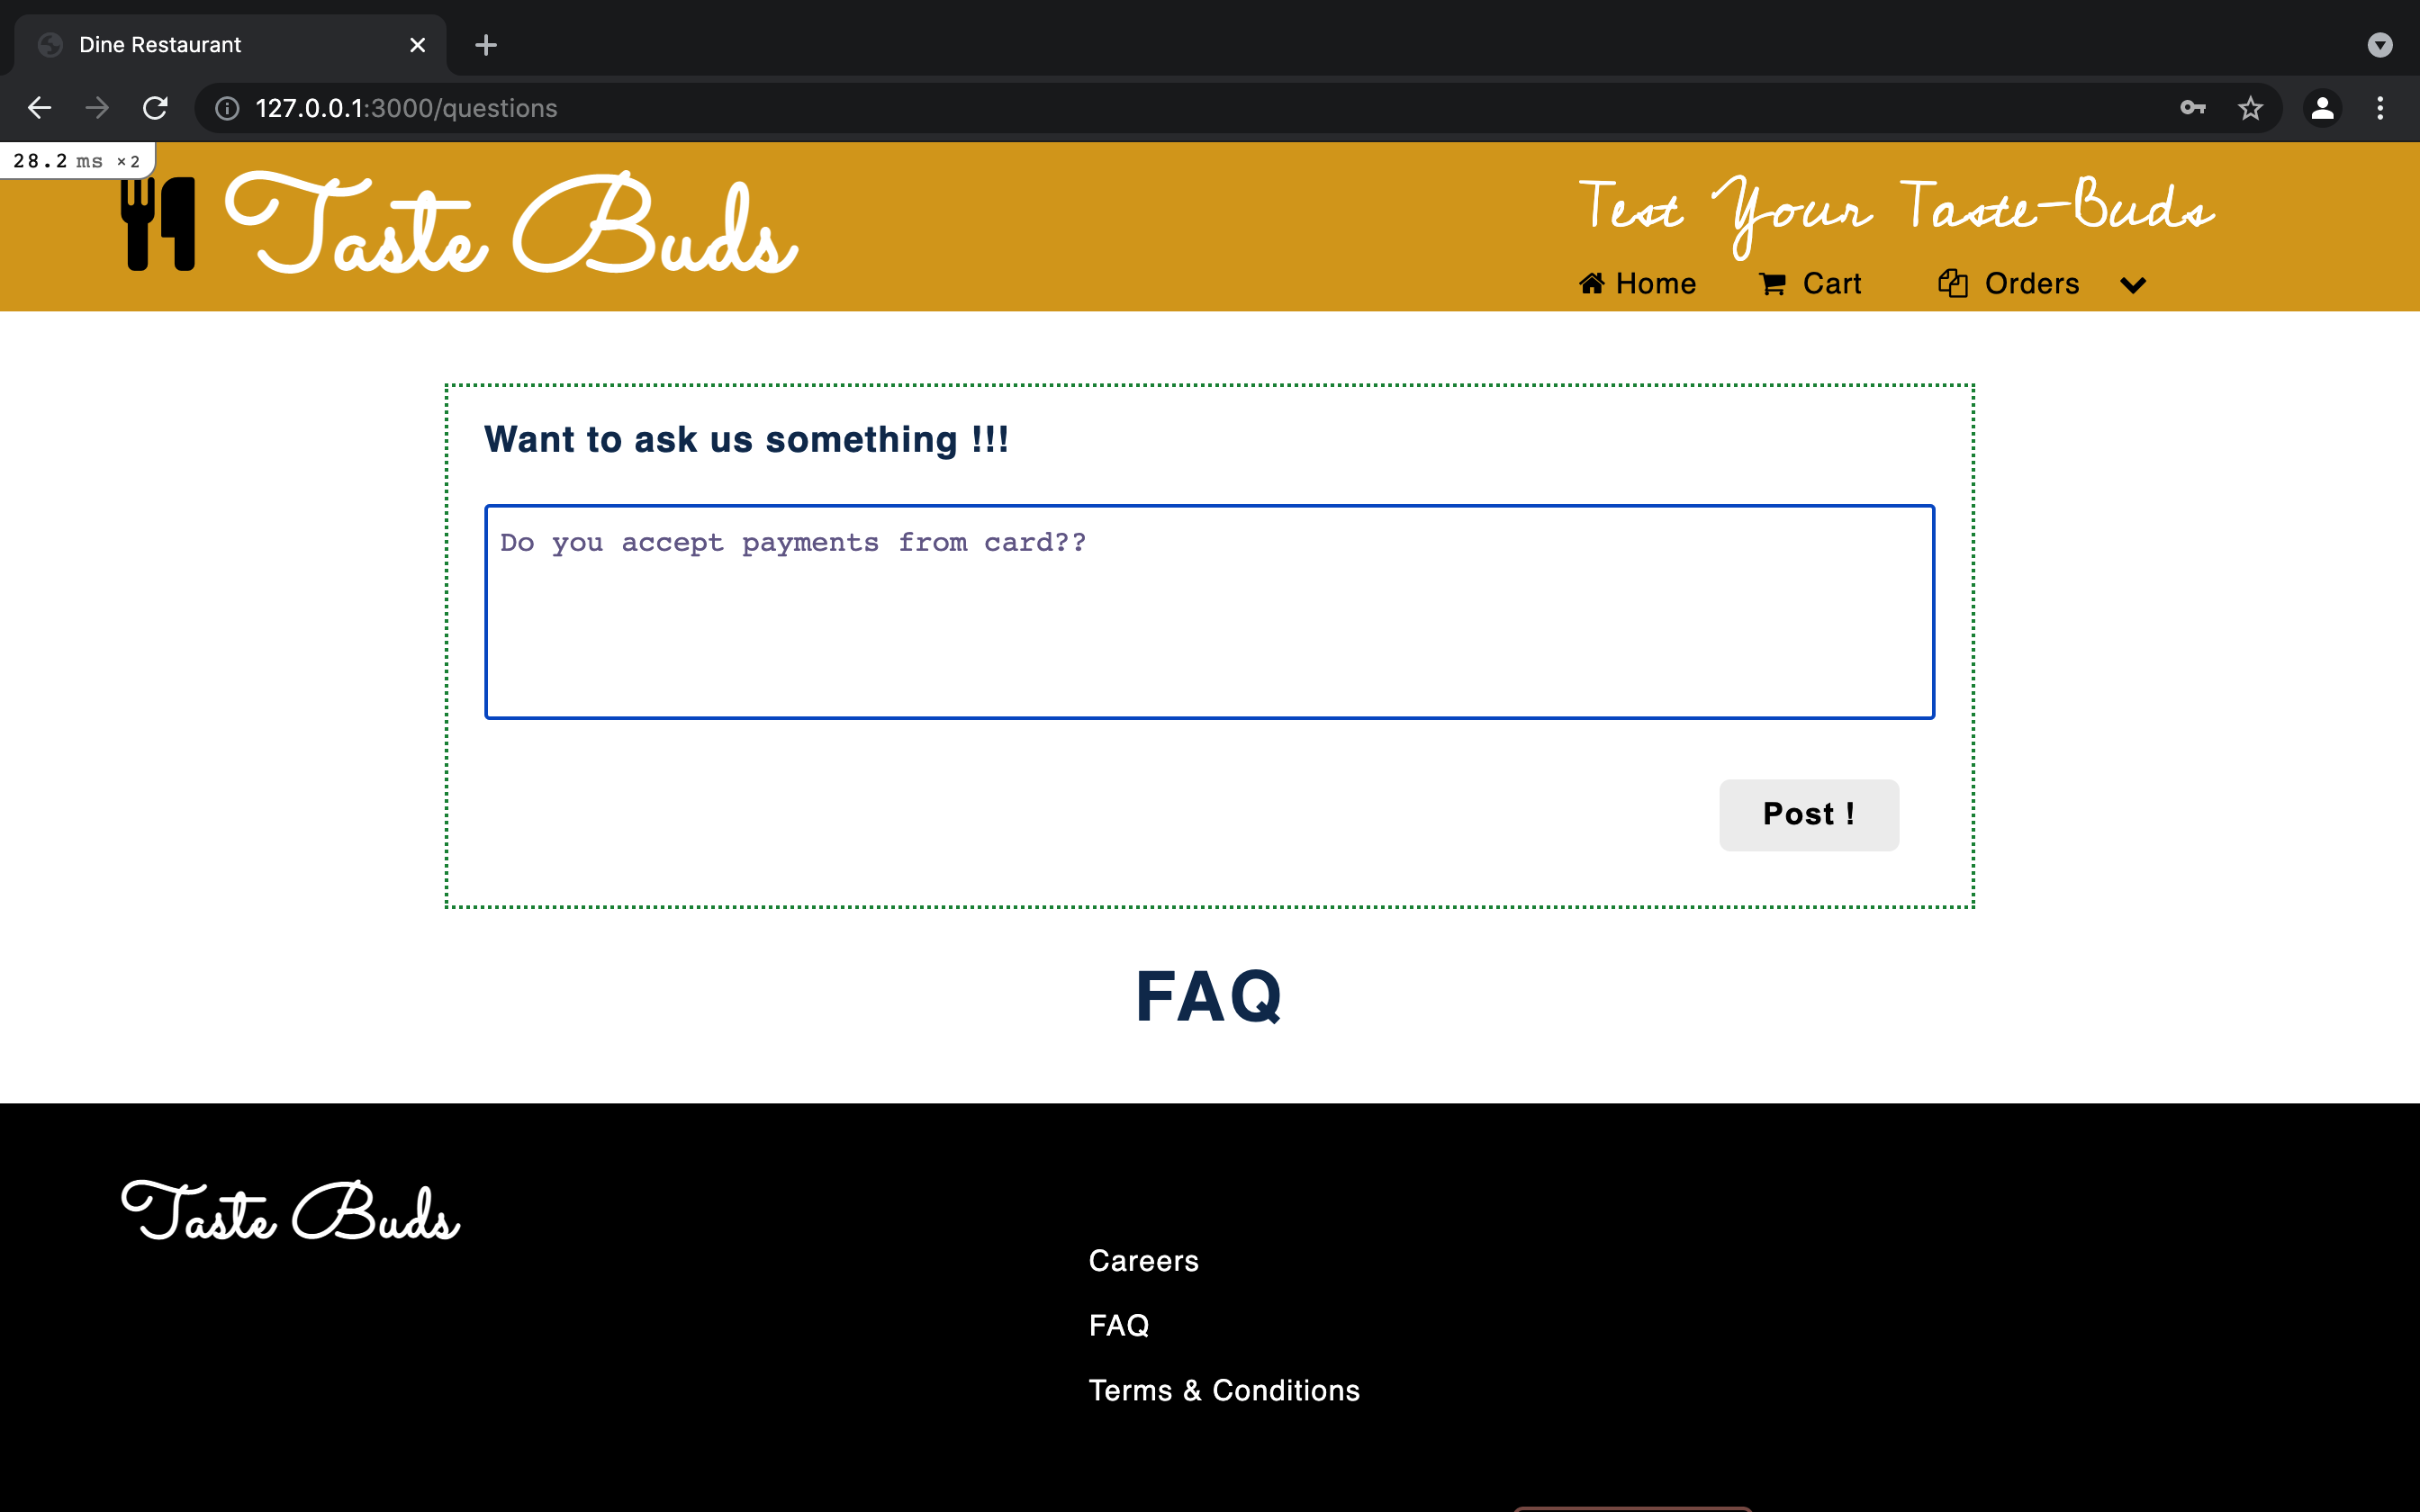 Dine Restaurant
127.0.0.1:3000/questions
28.2 ms ×2
Taste Buds
Test Your Taste-Buds
Home Cart Orders
Want to ask us something !!!
Do you accept payments from card??
Post !
FAQ
Taste Buds
Careers
FAQ
Terms & Conditions